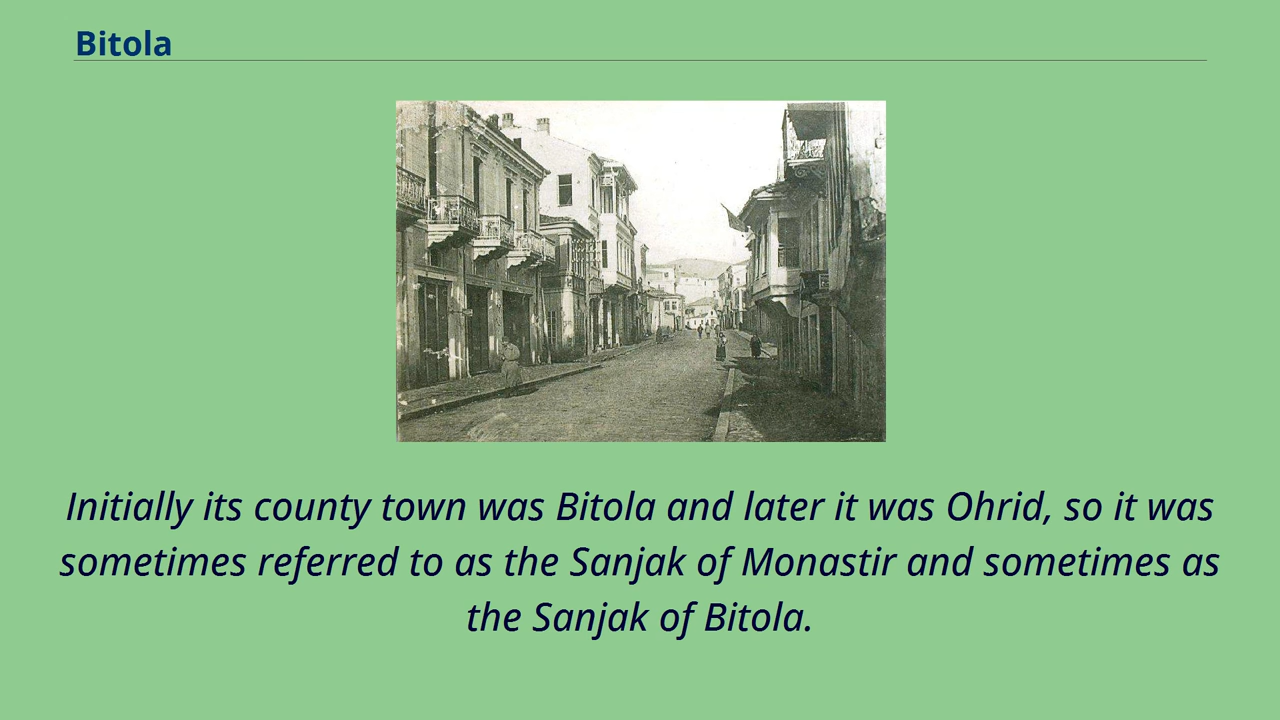 Bitola
Initially its county town was Bitola and later it was Ohrid, so it was
sometimes referred to as the Sanjak of Monastir and sometimes as
the Sanjak of Bitola.